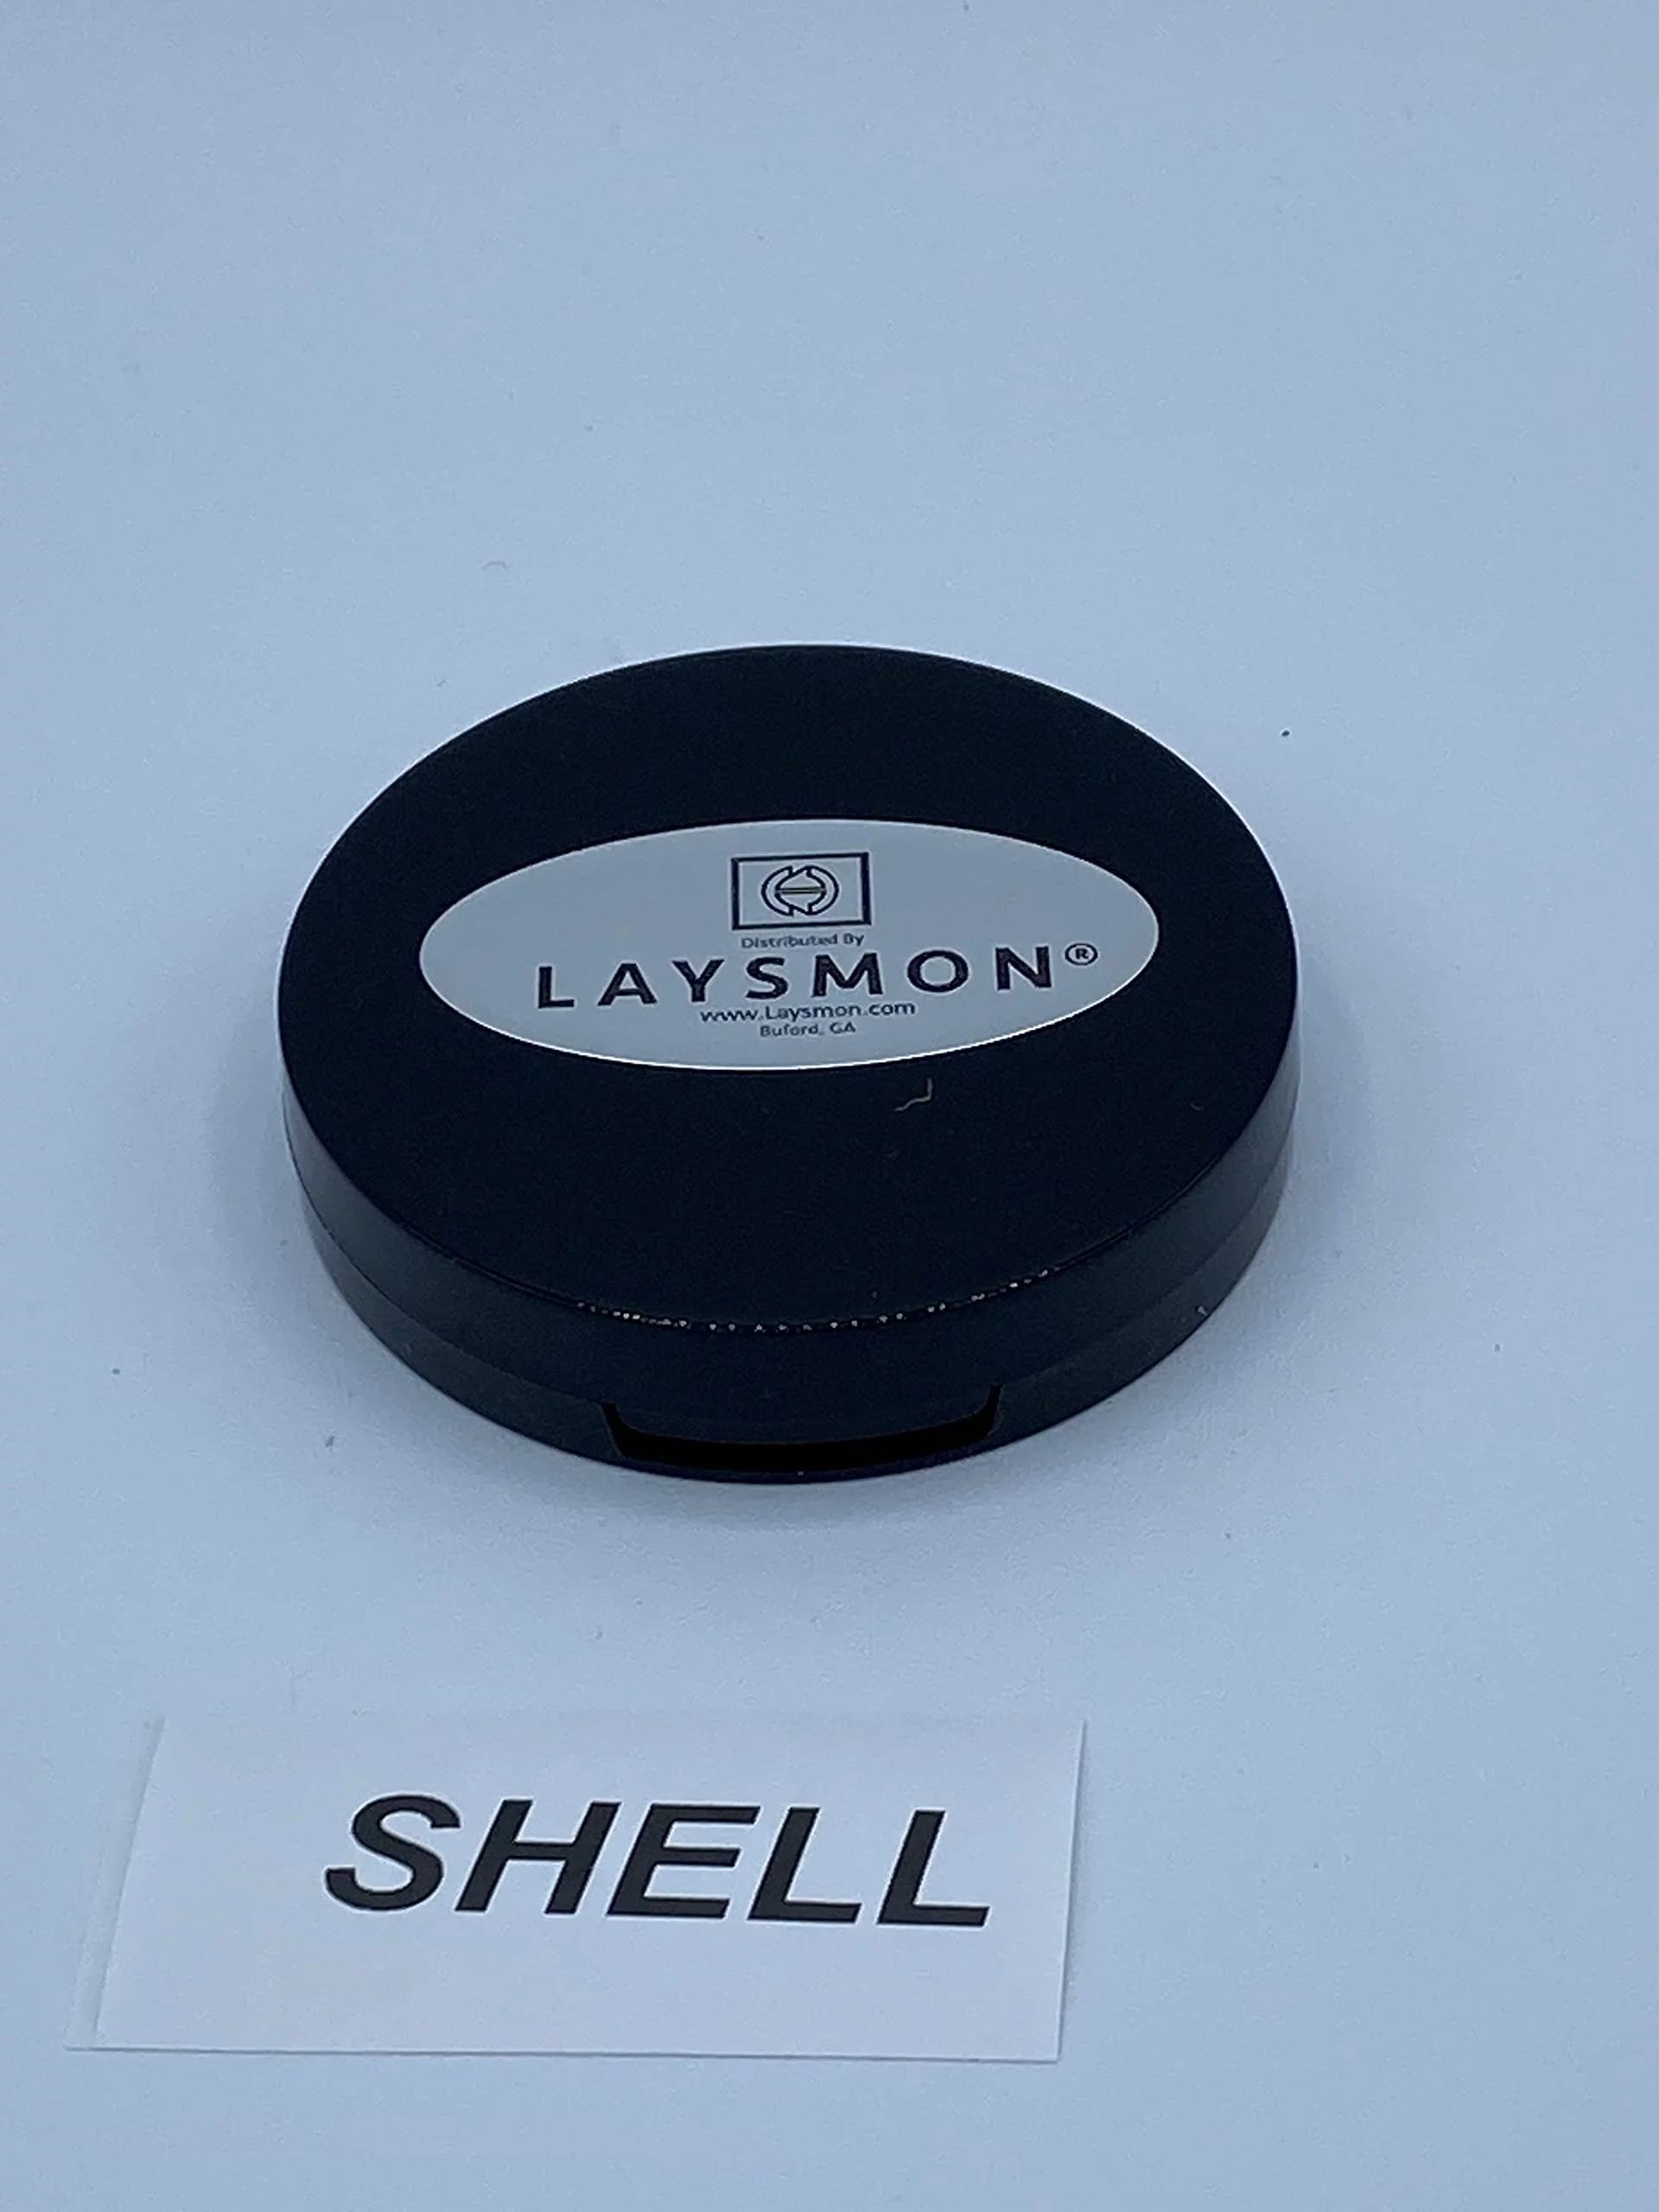 Distributed By
LAYSMON®
www.Laysmon.com
Buford, GA
SHELL